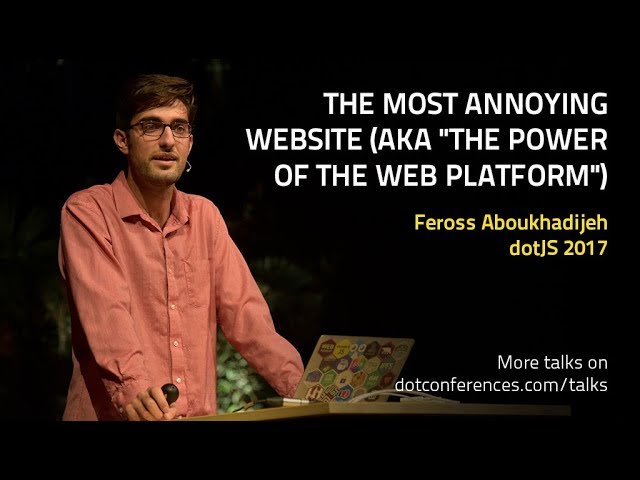 THE MOST ANNOYING
WEBSITE (AKA "THE POWER
OF THE WEB PLATFORM")
Feross Aboukhadijeh
dotJS 2017
More talks on
dotconferences.com/talks